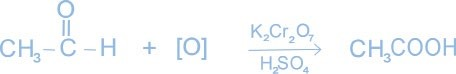 O
K₂Cr₂O₇
CH₃–C–H + [O] CH₃COOH
H₂SO₄